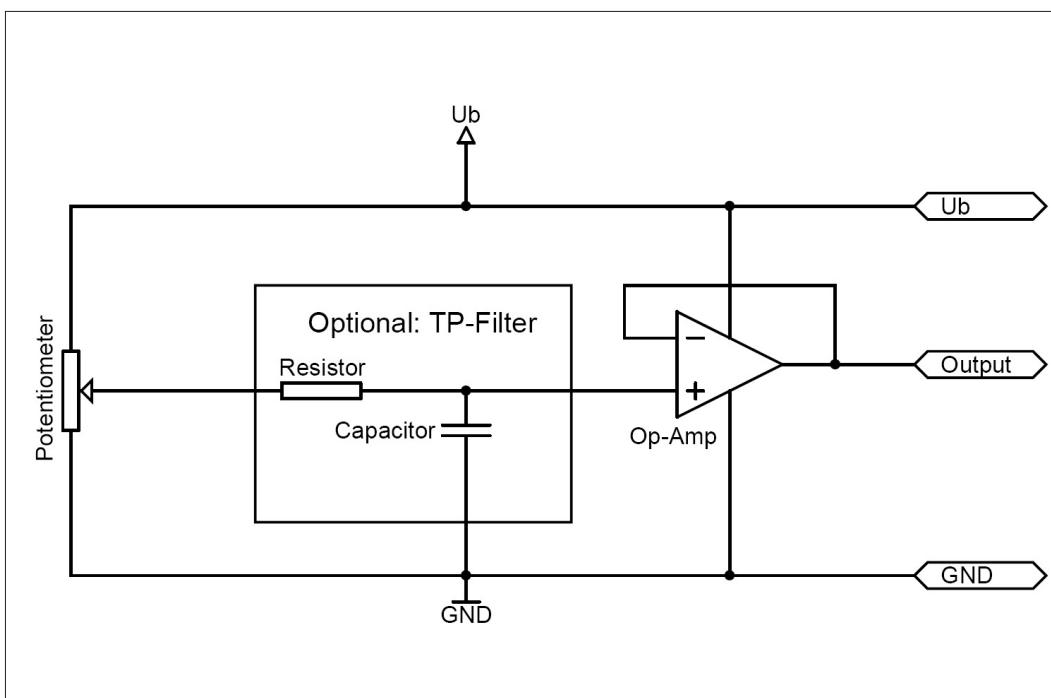 Ub
Ub
Optional: TP-Filter
Resistor
Potentiometer
Capacitor
−
+
Op-Amp
Output
GND
GND